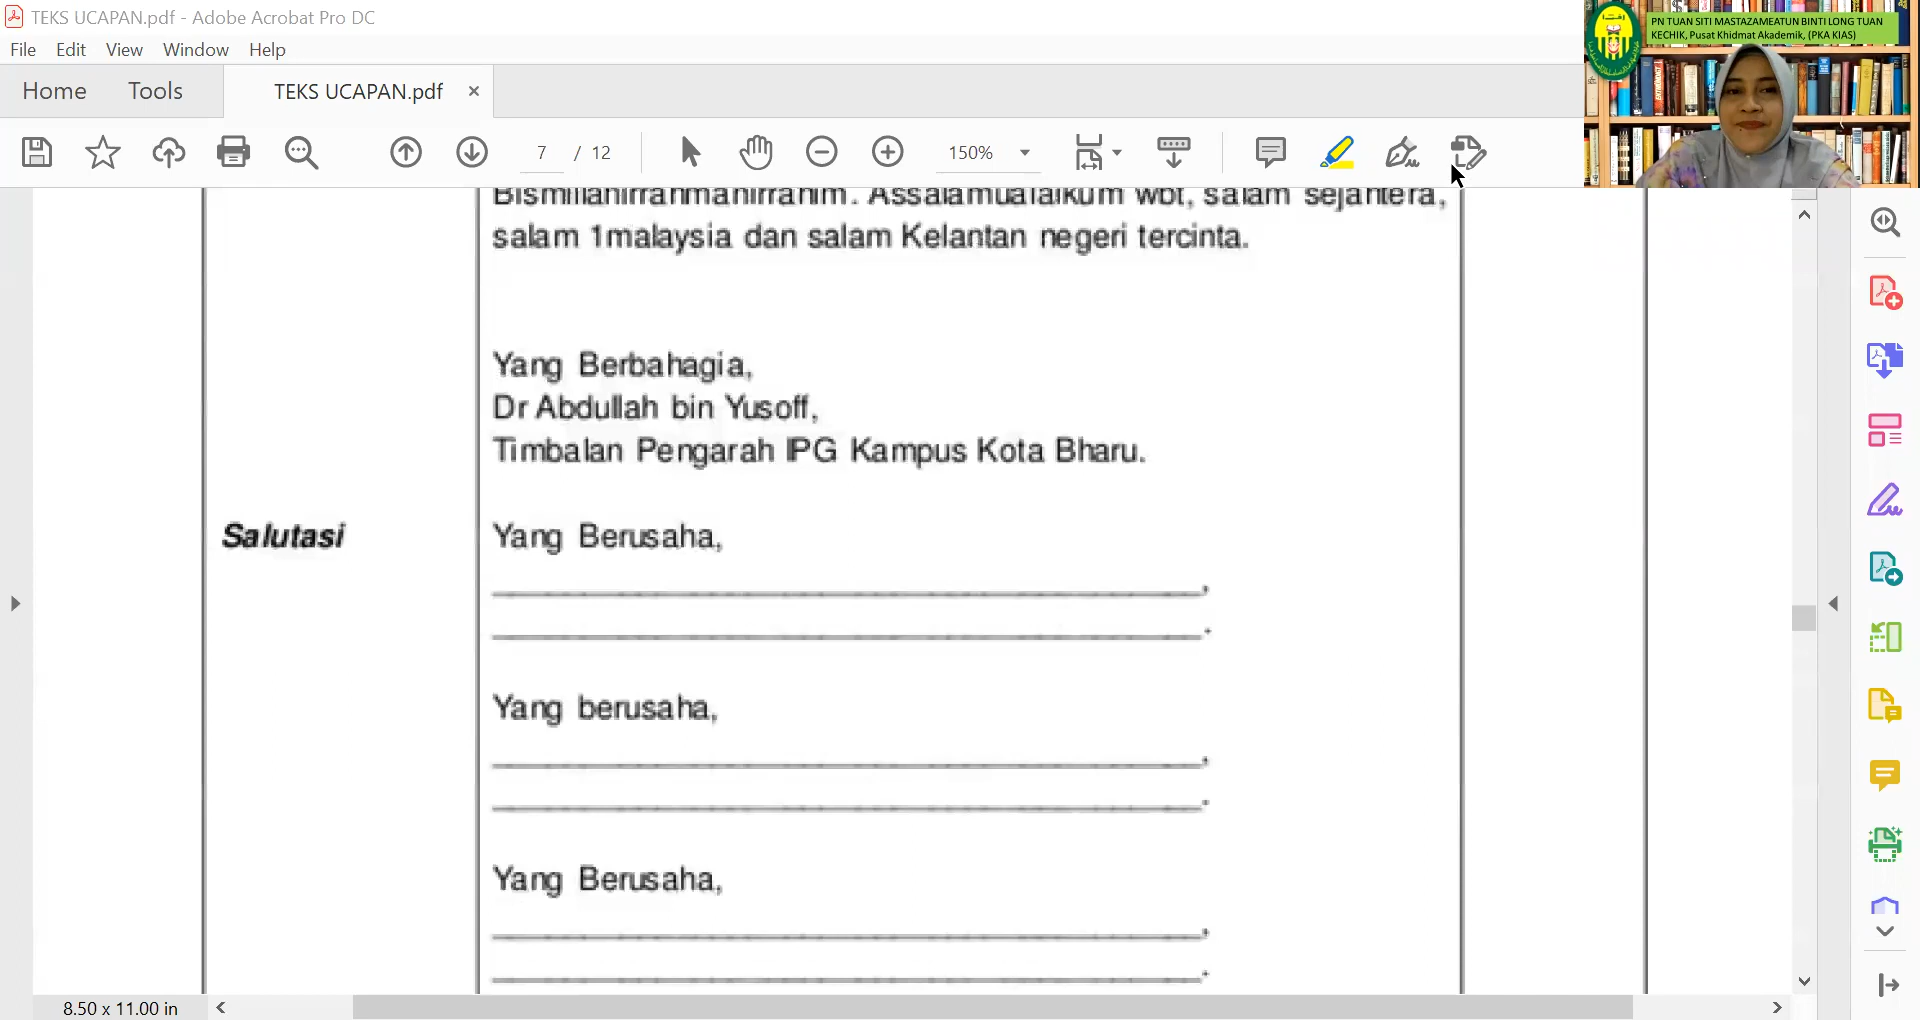 TEKS UCAPAN.pdf - Adobe Acrobat Pro DC
File Edit View Window Help
Home Tools TEKS UCAPAN.pdf ×
7 / 12 150%
PN TUAN SITI MASTAZAMEATUN BINTI LONG TUAN
KECHIK, Pusat Khidmat Akademik, (PKA KIAS)
Bismillahirrahmanirrahim. Assalamualaikum wbt, salam sejahtera,
salam 1malaysia dan salam Kelantan negeri tercinta.
Yang Berbahagia,
Dr Abdullah bin Yusoff,
Timbalan Pengarah IPG Kampus Kota Bharu.
Salutasi Yang Berusaha,
Yang berusaha,
Yang Berusaha,
8.50 x 11.00 in